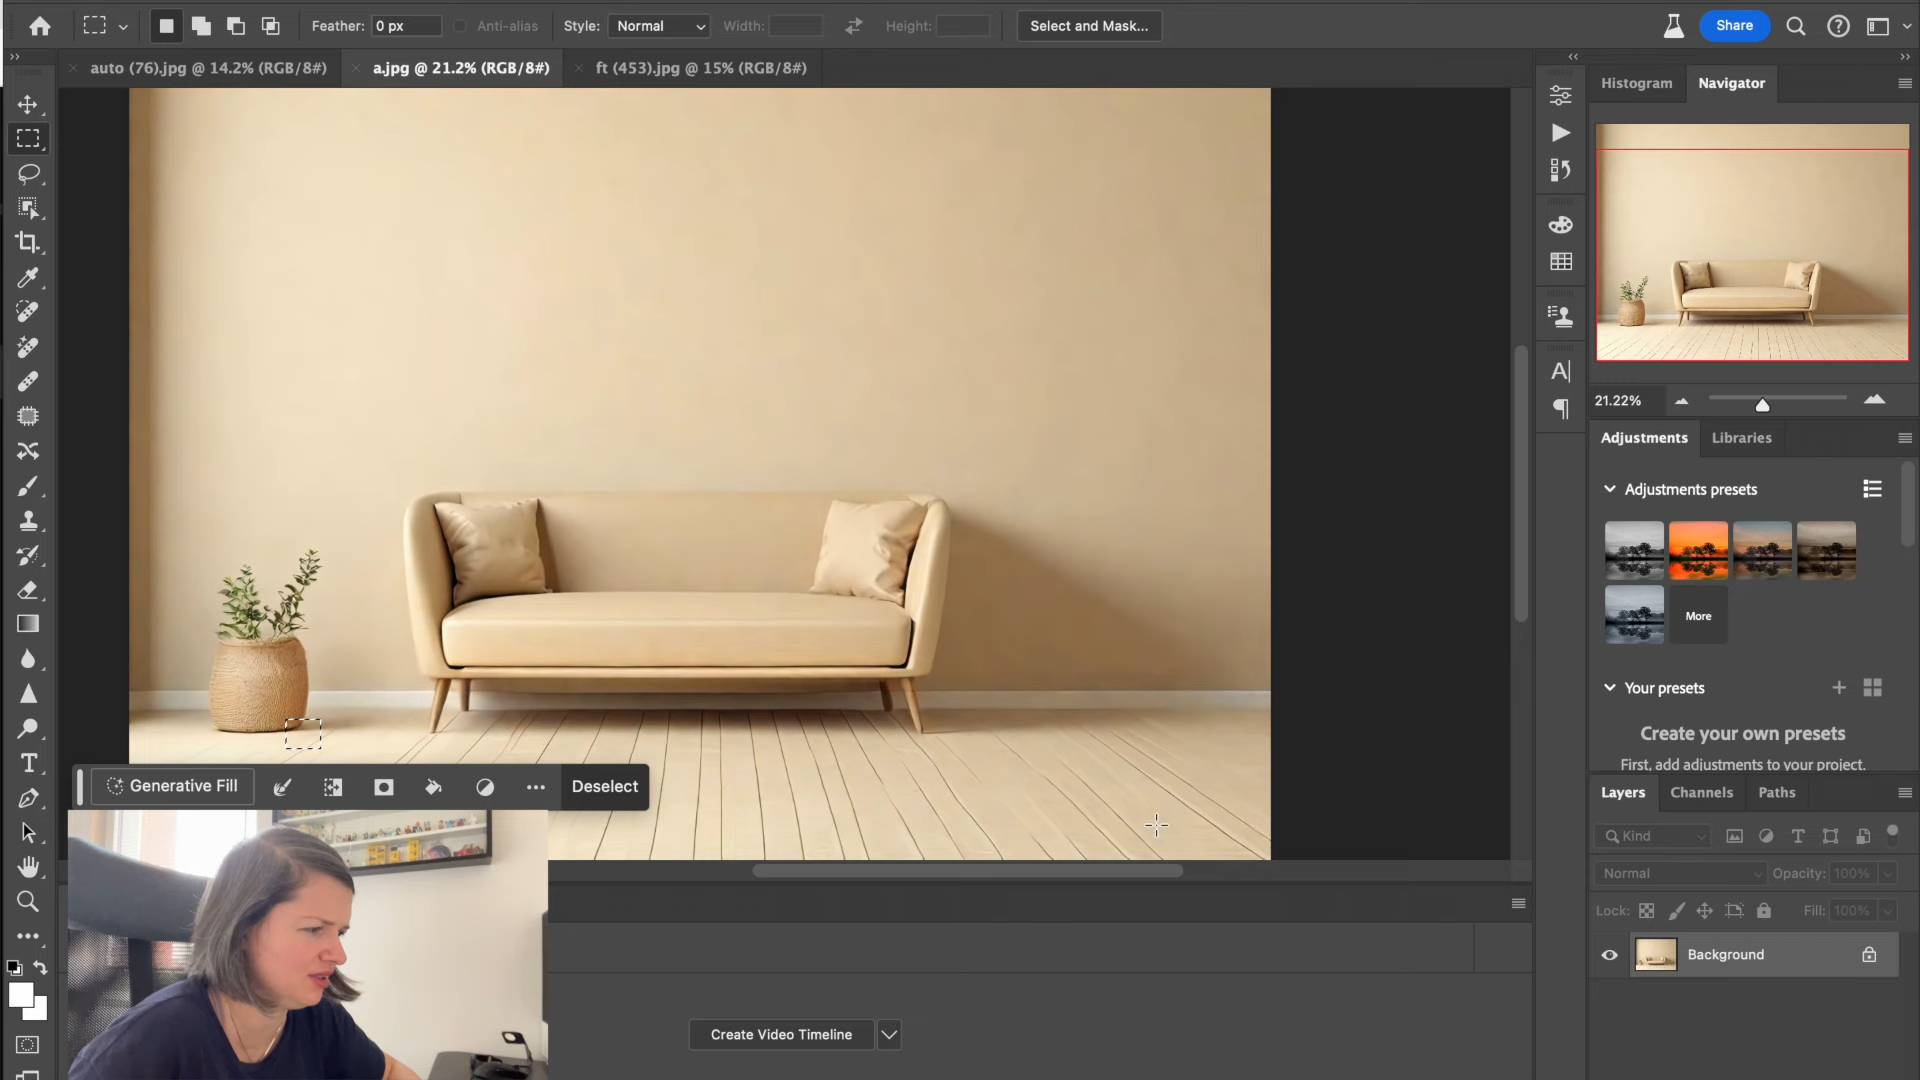 Feather: 0 px
Anti-alias
Style: Normal
Width:
Height:
Select and Mask...
Share
auto (76).jpg @ 14.2% (RGB/8#)
a.jpg @ 21.2% (RGB/8#)
ft (453).jpg @ 15% (RGB/8#)
Histogram
Navigator
21.22%
Adjustments
Libraries
Adjustments presets
More
Your presets
Create your own presets
First, add adjustments to your project.
Generative Fill
Deselect
Layers
Channels
Paths
Kind
Normal
Opacity: 100%
Lock:
Fill: 100%
Background
Create Video Timeline